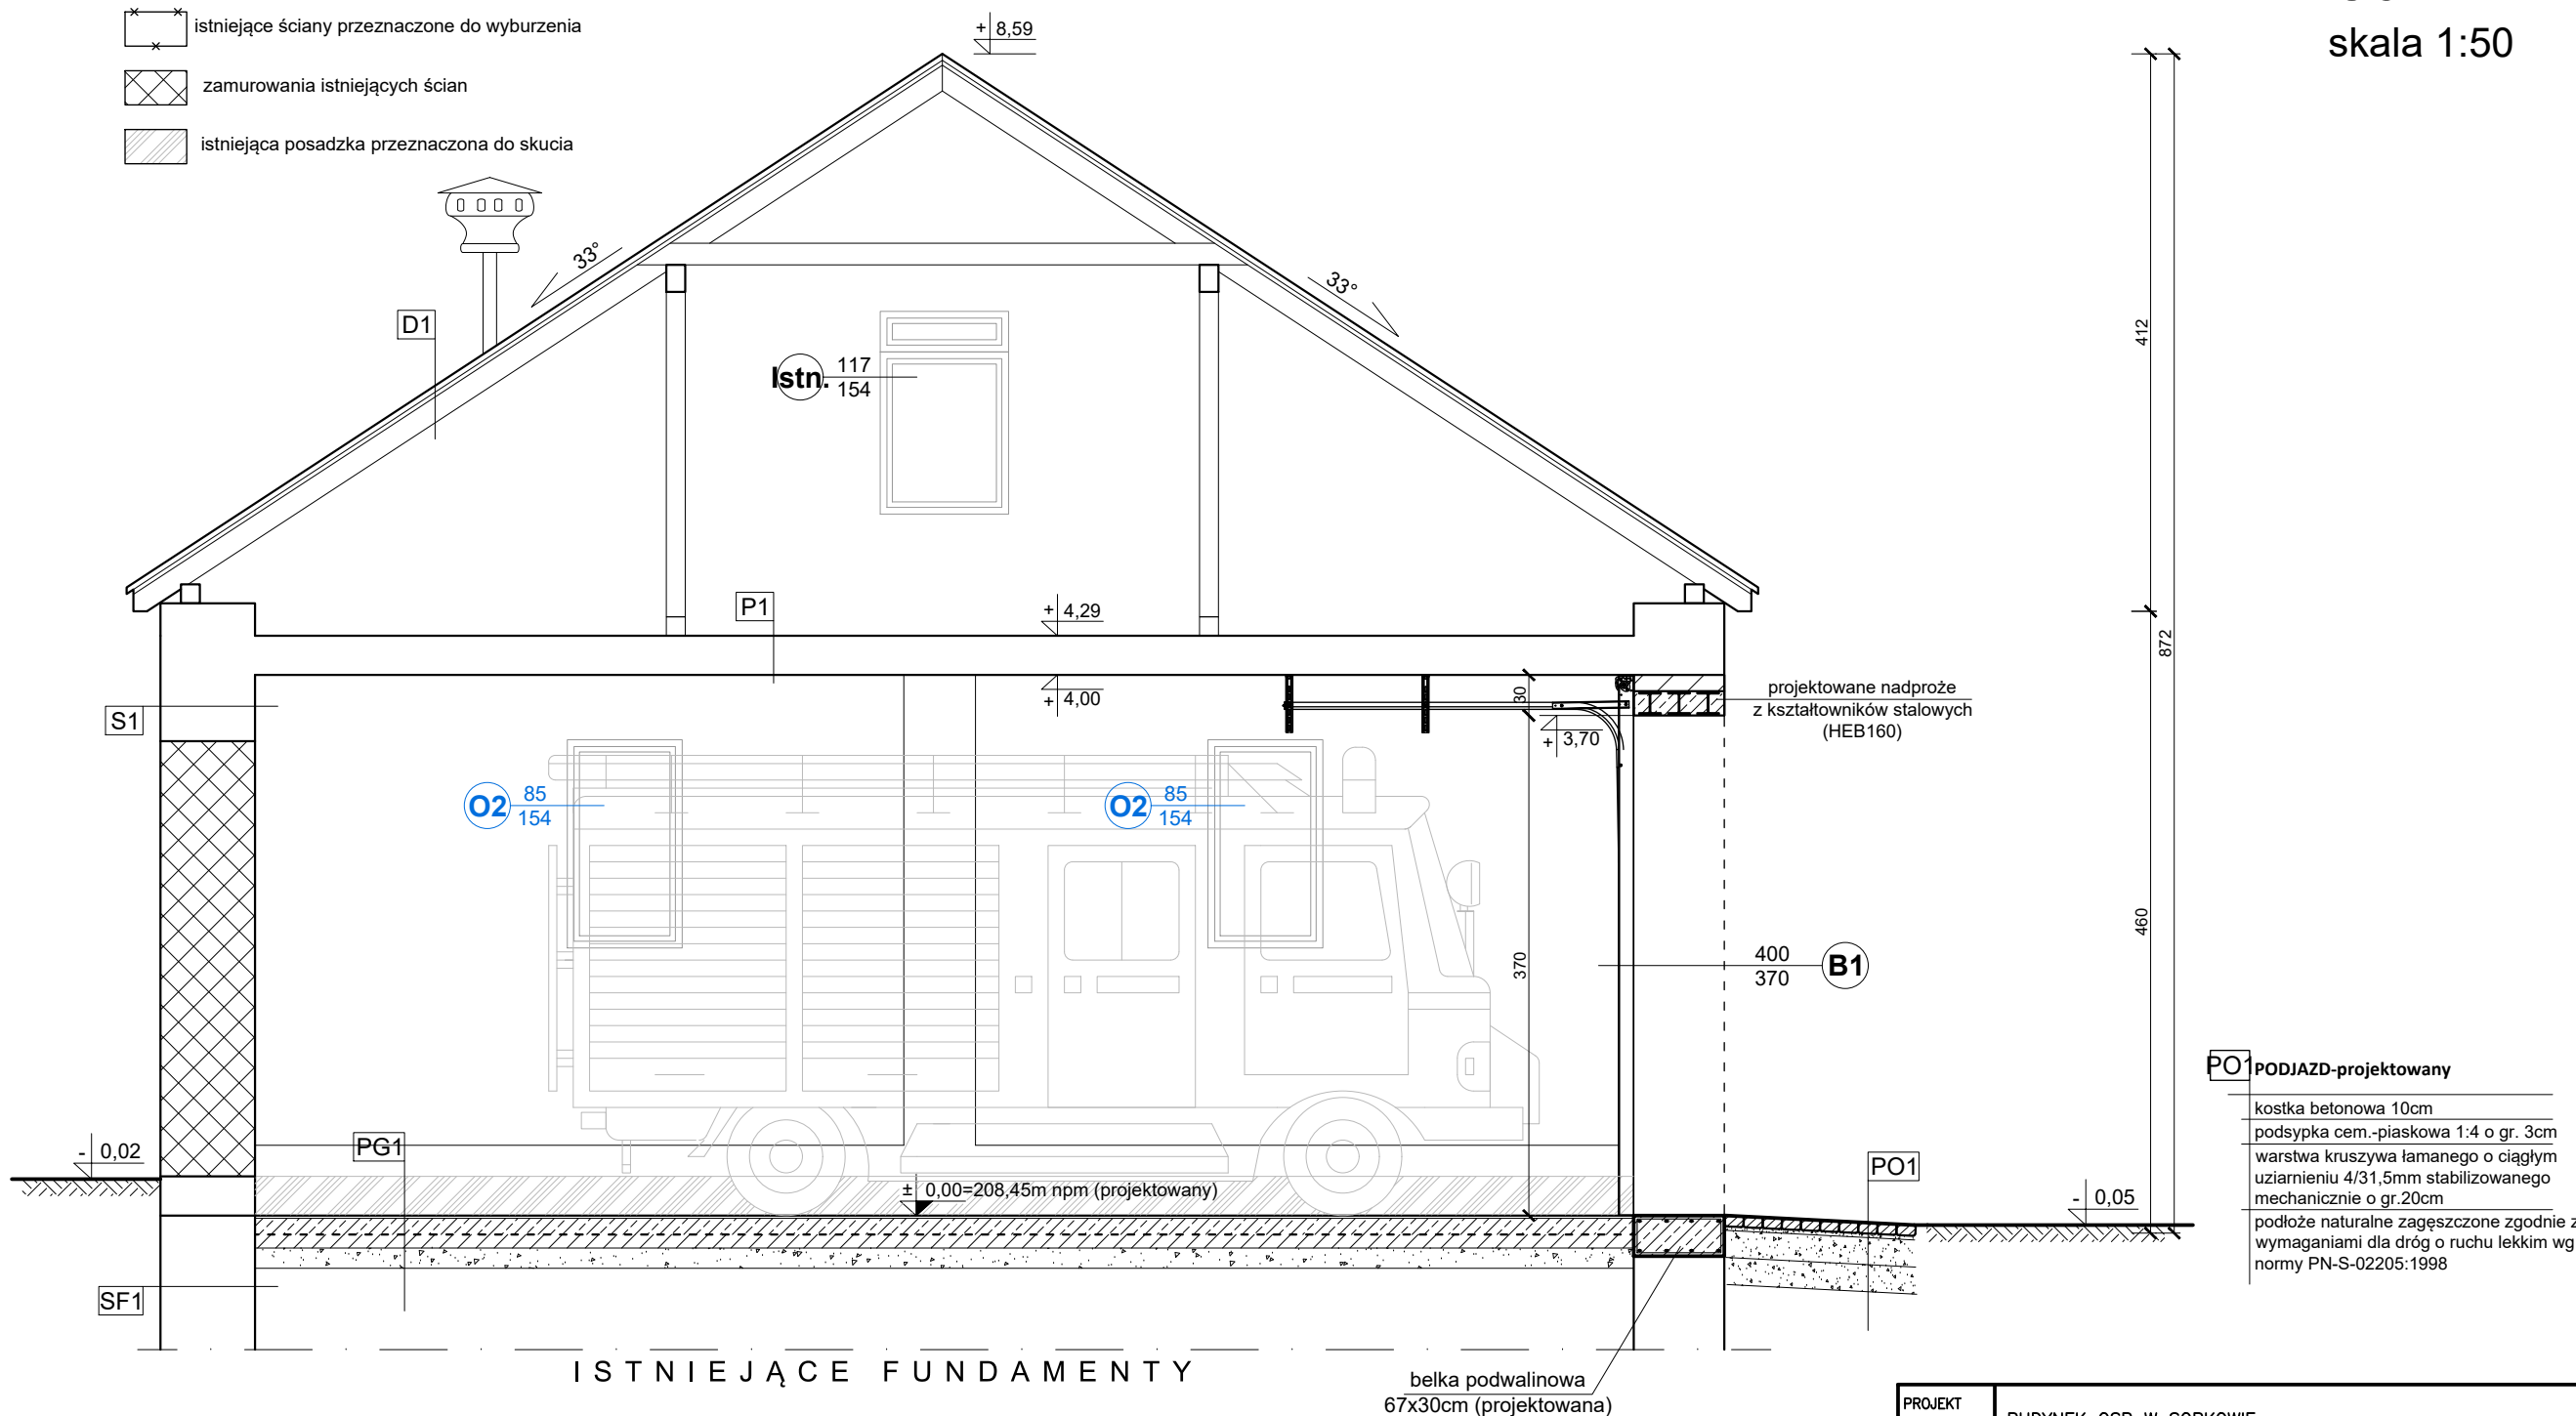 istniejące ściany przeznaczone do wyburzenia
zamurowania istniejących ścian
istniejąca posadzka przeznaczona do skucia
skala 1:50
+ 8,59
33°
33°
D1
Istn. 117
154
412
872
P1
+ 4,29
+ 4,00
30
S1
projektowane nadproże
z kształtowników stalowych
(HEB160)
+ 3,70
O2 85
154
O2 85
154
460
370
400
370
B1
- 0,02
PG1
± 0,00=208,45m npm (projektowany)
PO1
- 0,05
PO1 PODJAZD-projektowany
kostka betonowa 10cm
podsypka cem.-piaskowa 1:4 o gr. 3cm
warstwa kruszywa łamanego o ciągłym
uziarnieniu 4/31,5mm stabilizowanego
mechanicznie o gr.20cm
podłoże naturalne zagęszczone zgodnie z
wymaganiami dla dróg o ruchu lekkim wg
normy PN-S-02205:1998
SF1
ISTNIEJĄCE FUNDAMENTY
belka podwalinowa
67x30cm (projektowana)
PROJEKT